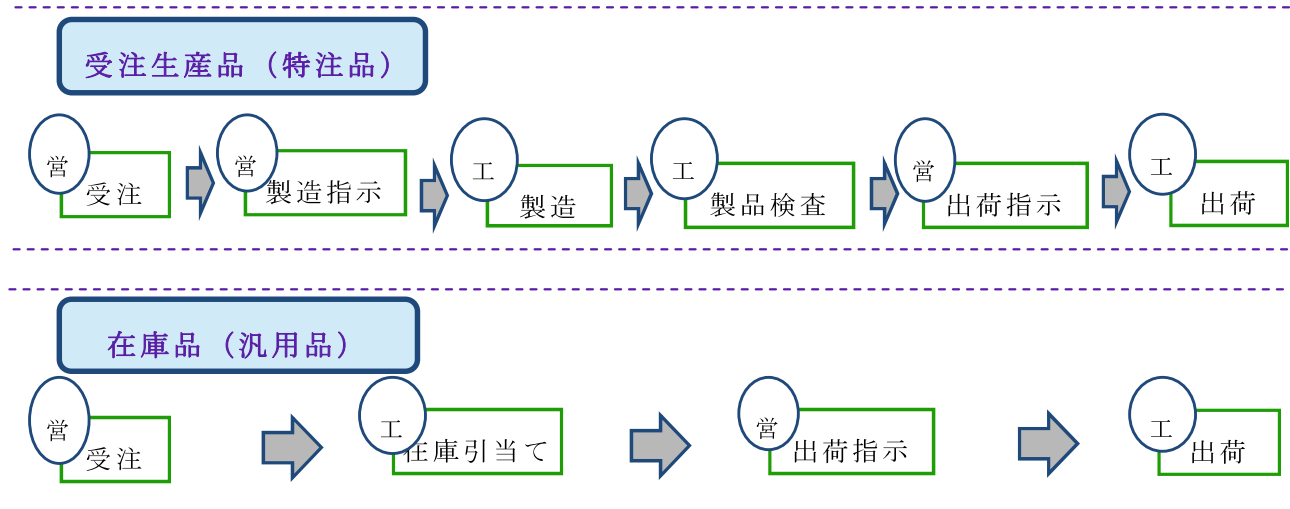 受注生産品（特注品）
営
受注
営
製造指示
工
製造
工
製品検査
営
出荷指示
工
出荷
在庫品（汎用品）
営
受注
工
在庫引当て
営
出荷指示
工
出荷